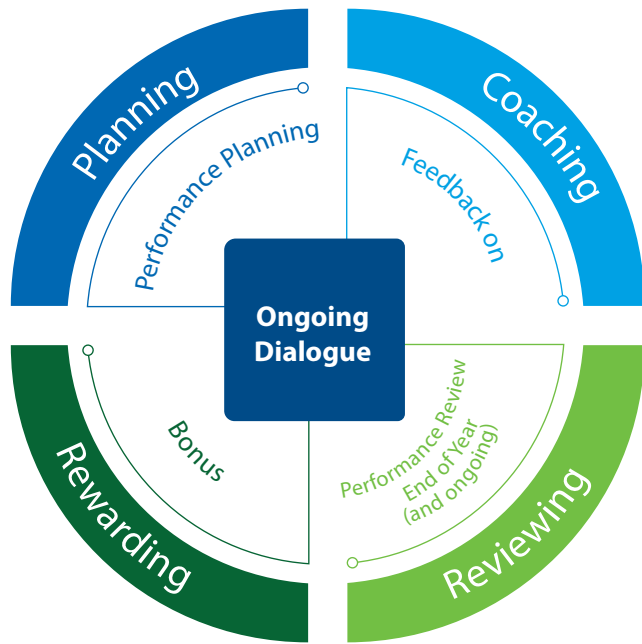 Planning
Performance Planning
Coaching
Feedback on
Ongoing
Dialogue
Rewarding
Bonus
Performance Review
End of Year
(and ongoing)
Reviewing